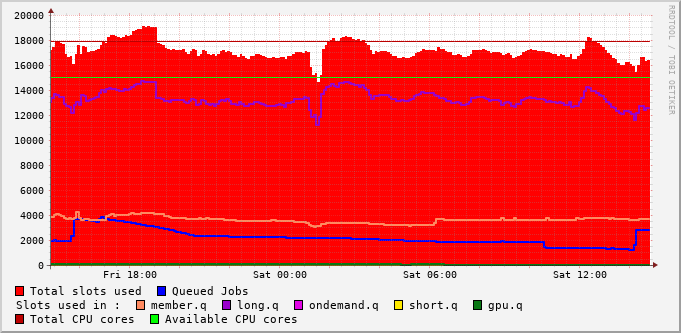 20000
18000
16000
14000
12000
10000
8000
6000
4000
2000
0
Fri 18:00 Sat 00:00 Sat 06:00 Sat 12:00
RRDTOOL / TOBI OETIKER
Total slots used Queued Jobs
Slots used in : member.q long.q ondemand.q short.q gpu.q
Total CPU cores Available CPU cores